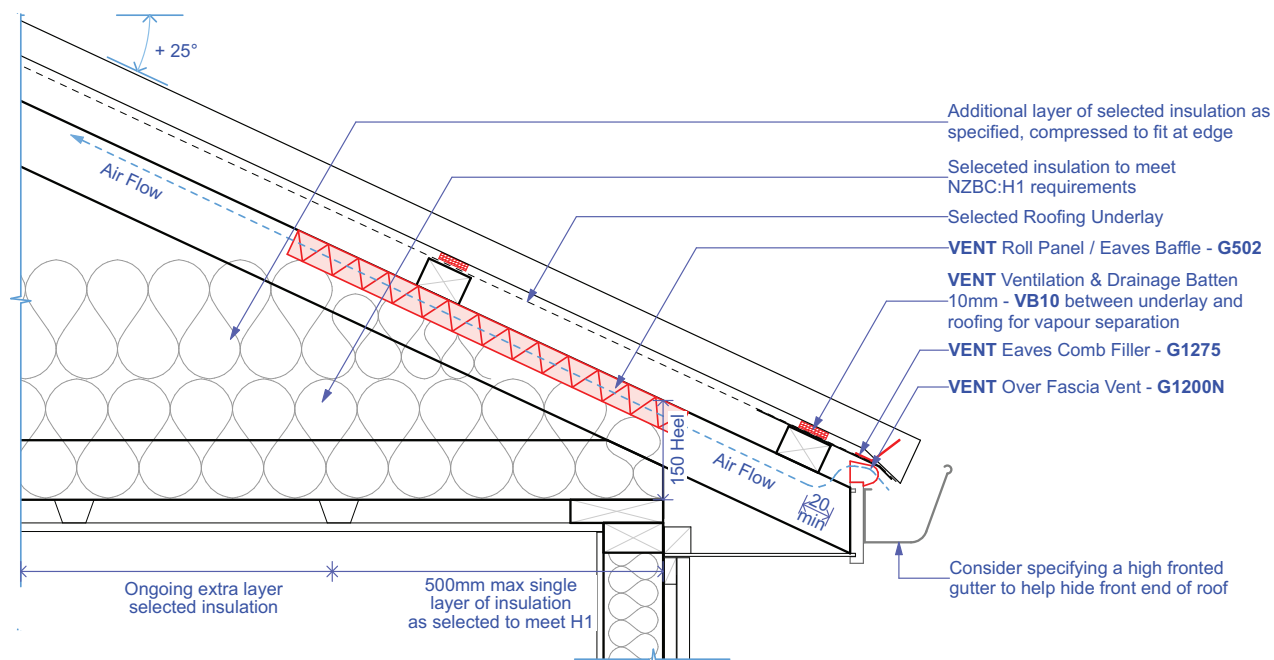 + 25°
Air Flow
Additional layer of selected insulation as
specified, compressed to fit at edge
Seleceted insulation to meet
NZBC:H1 requirements
Selected Roofing Underlay
VENT Roll Panel / Eaves Baffle - G502
VENT Ventilation & Drainage Batten
10mm - VB10 between underlay and
roofing for vapour separation
VENT Eaves Comb Filler - G1275
VENT Over Fascia Vent - G1200N
150 Heel
Air Flow
20
min
Consider specifying a high fronted
gutter to help hide front end of roof
Ongoing extra layer
selected insulation
500mm max single
layer of insulation
as selected to meet H1